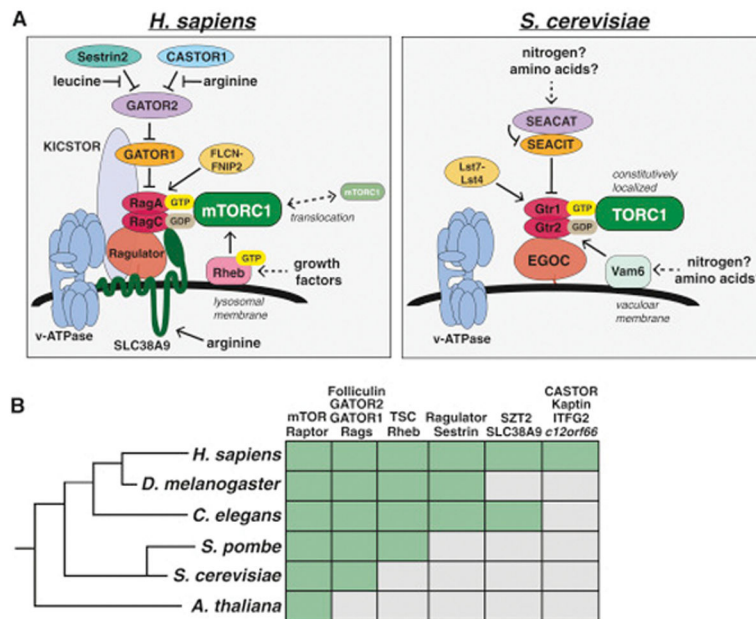 A
H. sapiens
Sestrin2
CASTOR1
leucine
arginine
GATOR2
KICSTOR
GATOR1
FLCN-
FNIP2
RagA
GTP
RagC
GDP
mTORC1
mTORC1
translocation
Ragulator
GTP
Rheb
growth
factors
lysosomal
membrane
v-ATPase
SLC38A9
arginine
S. cerevisiae
nitrogen?
amino acids?
SEACAT
SEACIT
Lst7-
Lst4
constitutively
localized
Gtr1
GTP
Gtr2
GDP
TORC1
EGOC
Vam6
nitrogen?
amino acids?
vaculoar
membrane
v-ATPase
B
mTOR
Raptor
Folliculin
GATOR2
GATOR1
Rags
TSC
Rheb
Ragulator
Sestrin
SZT2
SLC38A9
CASTOR
Kaptin
ITFG2
c12orf66
H. sapiens
D. melanogaster
C. elegans
S. pombe
S. cerevisiae
A. thaliana